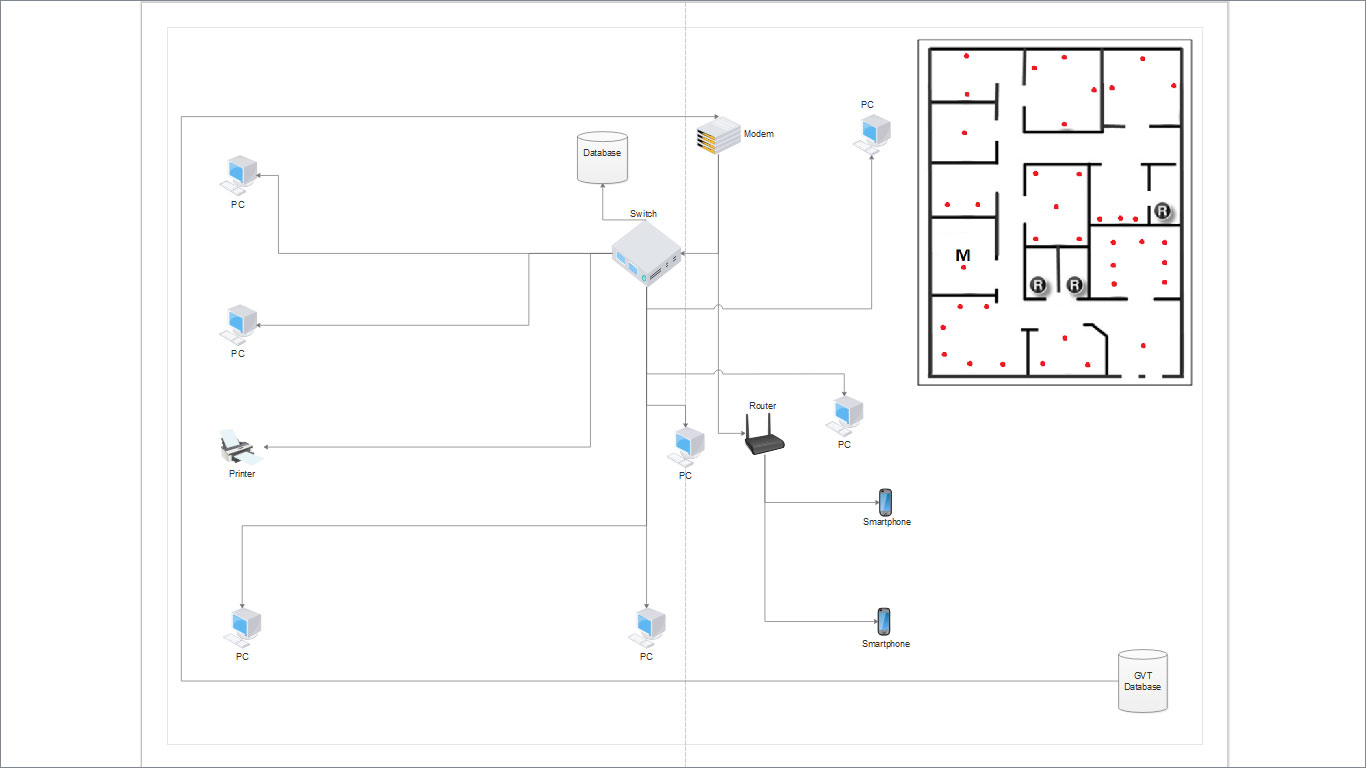 PC
Modem
Database
PC
Switch
R
M
R
R
PC
Router
PC
Printer
PC
Smartphone
Smartphone
PC
PC
GVT
Database